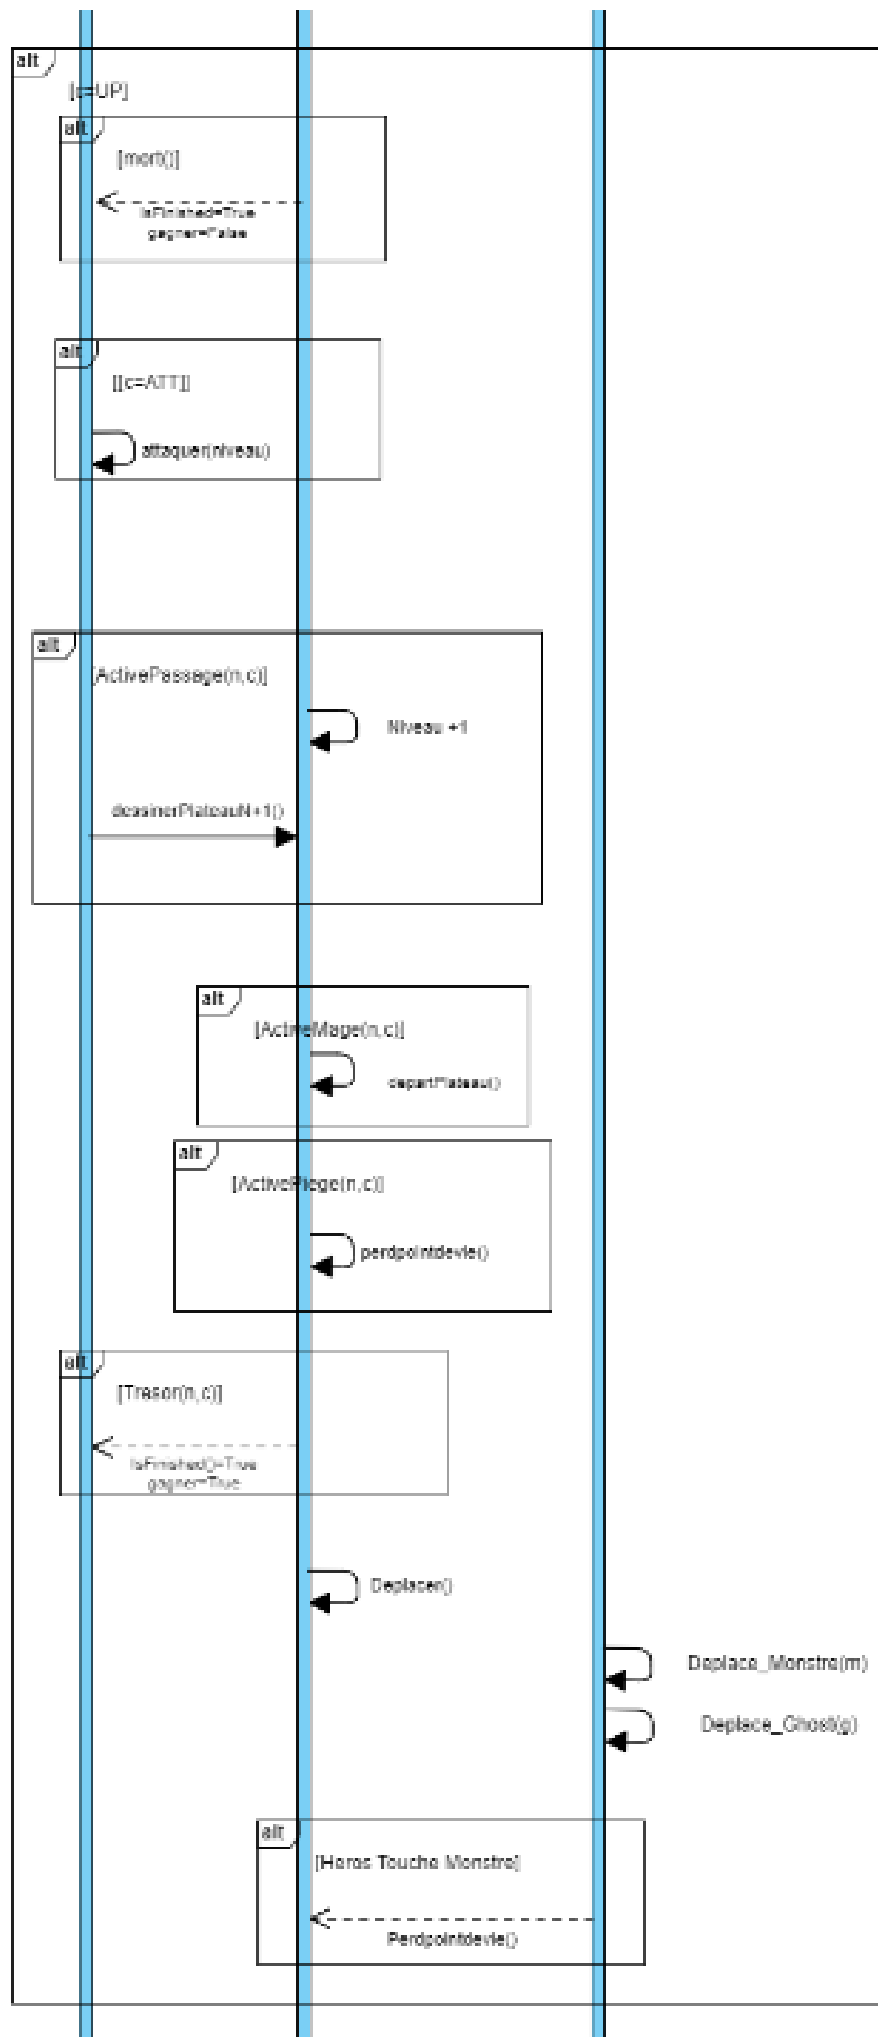 alt
[c=UP]
alt
[mort()]
IsFinished=True
gagner=False
alt
[[c=ATT]]
attaquer(niveau)
alt
[ActivePassage(n,c)]
Niveau +1
dessinerPlateauN+1()
alt
[ActiveMage(n,c)]
departPlateau()
alt
[ActivePiege(n,c)]
perdpointdevie()
alt
[Tresor(n,c)]
IsFinished()=True
gagner=True
Deplacer()
Deplace_Monstre(m)
Deplace_Ghost(g)
alt
[Heros Touche Monstre]
Perdpointdevie()